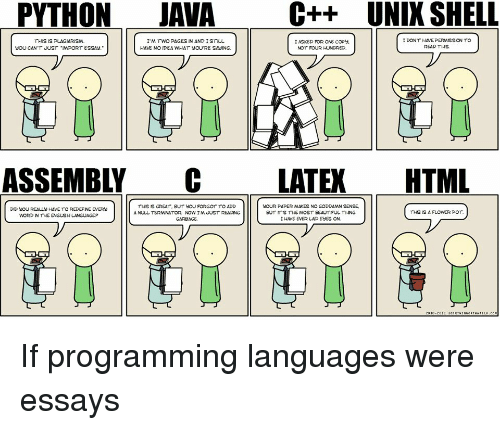 PYTHON
THIS IS PLAGIARISM.
YOU CAN'T JUST "IMPORT ESSAY."
JAVA
I'M TWO PAGES IN AND I STILL
HAVE NO IDEA WHAT YOU'RE SAYING.
C++
I ASKED FOR ONE COPY,
NOT FOUR HUNDRED.
UNIX SHELL
I DON'T HAVE PERMISSION TO
READ THIS.
ASSEMBLY
DID YOU REALLY HAVE TO REDEFINE EVERY
WORD IN THE ENGLISH LANGUAGE?
C
THIS IS GREAT, BUT YOU FORGOT TO ADD
A NULL TERMINATOR. NOW I'M JUST READING
GARBAGE.
LATEX
YOUR PAPER MAKES NO GODDAMN SENSE,
BUT IT'S THE MOST BEAUTIFUL THING
I HAVE EVER LAID EYES ON.
HTML
THIS IS A FLOWER POT.
If programming languages were
essays